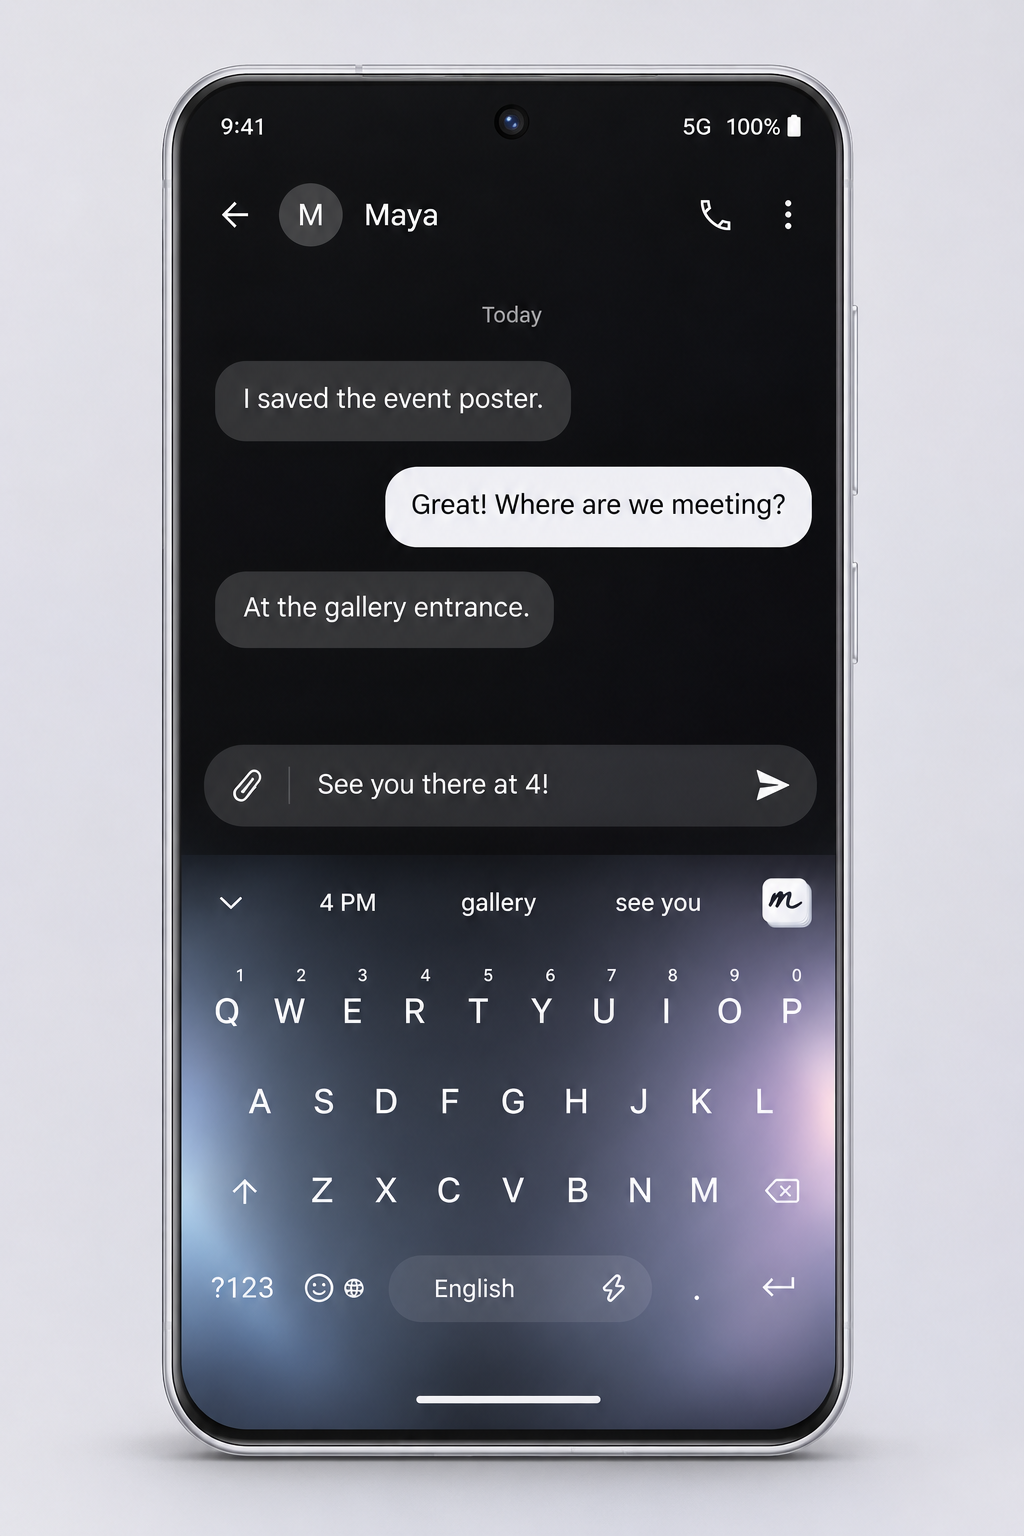 9:41
5G 100%
M Maya
Today
I saved the event poster.
Great! Where are we meeting?
At the gallery entrance.
See you there at 4!
4 PM gallery see you m
1 2 3 4 5 6 7 8 9 0
Q W E R T Y U I O P
A S D F G H J K L
Z X C V B N M
?123 English .